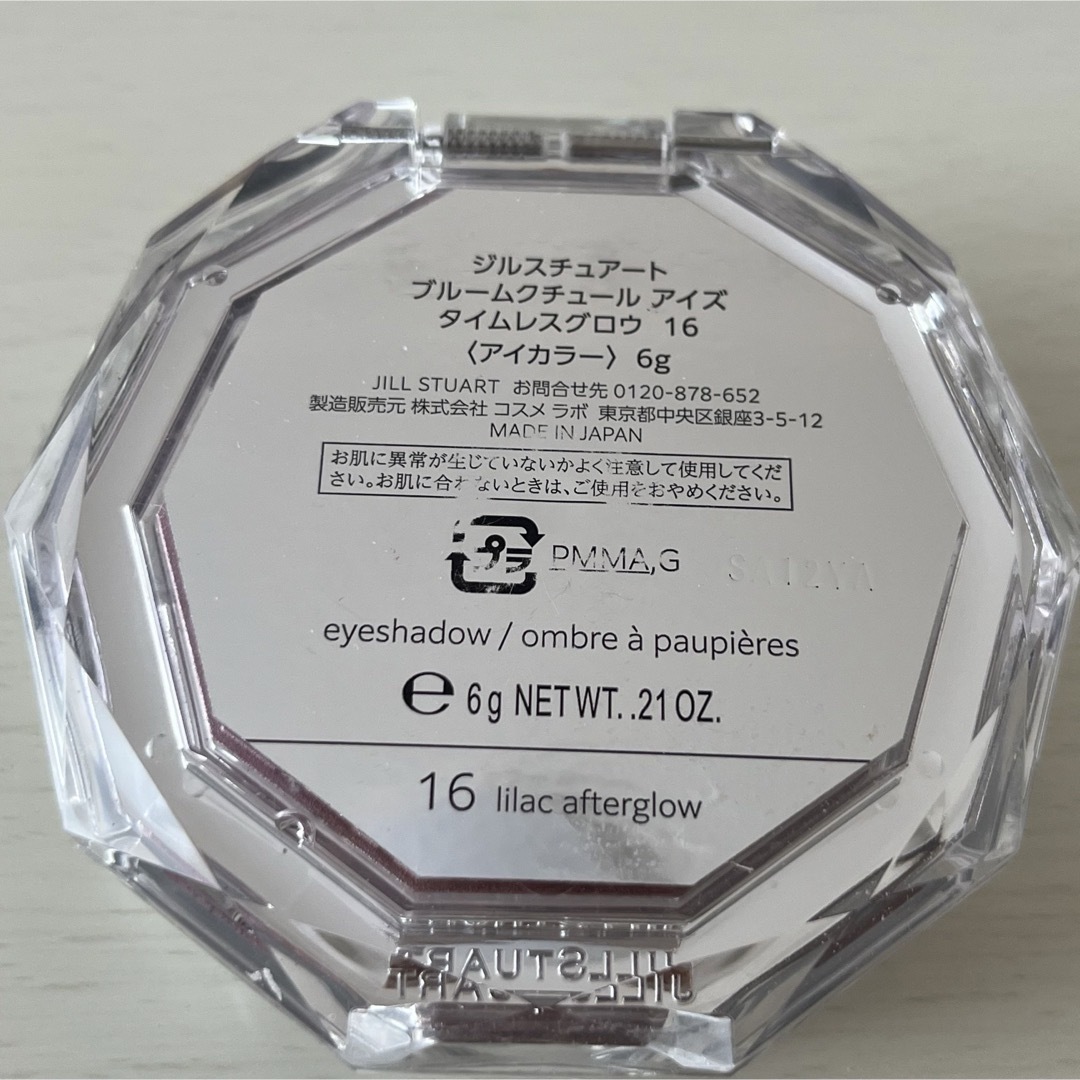 ジルスチュアート
ブルームクチュール アイズ
タイムレスグロウ 16
〈アイカラー〉 6g
JILL STUART お問合せ先 0120-878-652
製造販売元 株式会社 コスメ ラボ 東京都中央区銀座3-5-12
MADE IN JAPAN
お肌に異常が生じていないかよく注意して使用してくだ
さい。お肌に合わないときは、ご使用をおやめください。
プラ PMMA,G
eyeshadow / ombre à paupières
e 6g NET WT. .21 OZ.
16 lilac afterglow
JILLSTUART